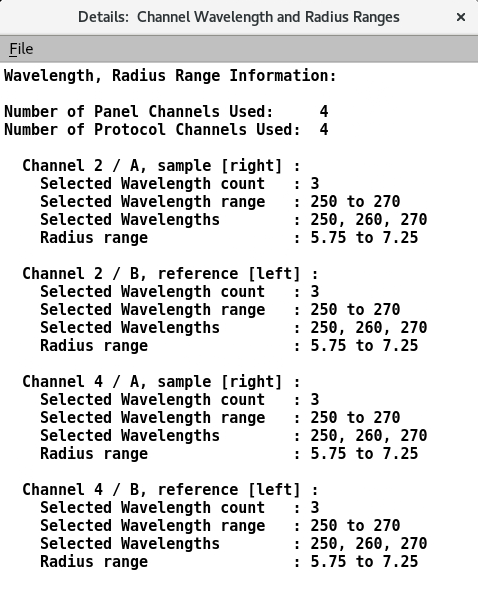 Details: Channel Wavelength and Radius Ranges ×
File
Wavelength, Radius Range Information:
Number of Panel Channels Used:     4
Number of Protocol Channels Used:  4
Channel 2 / A, sample [right] :
Selected Wavelength count   : 3
Selected Wavelength range   : 250 to 270
Selected Wavelengths        : 250, 260, 270
Radius range                : 5.75 to 7.25
Channel 2 / B, reference [left] :
Selected Wavelength count   : 3
Selected Wavelength range   : 250 to 270
Selected Wavelengths        : 250, 260, 270
Radius range                : 5.75 to 7.25
Channel 4 / A, sample [right] :
Selected Wavelength count   : 3
Selected Wavelength range   : 250 to 270
Selected Wavelengths        : 250, 260, 270
Radius range                : 5.75 to 7.25
Channel 4 / B, reference [left] :
Selected Wavelength count   : 3
Selected Wavelength range   : 250 to 270
Selected Wavelengths        : 250, 260, 270
Radius range                : 5.75 to 7.25